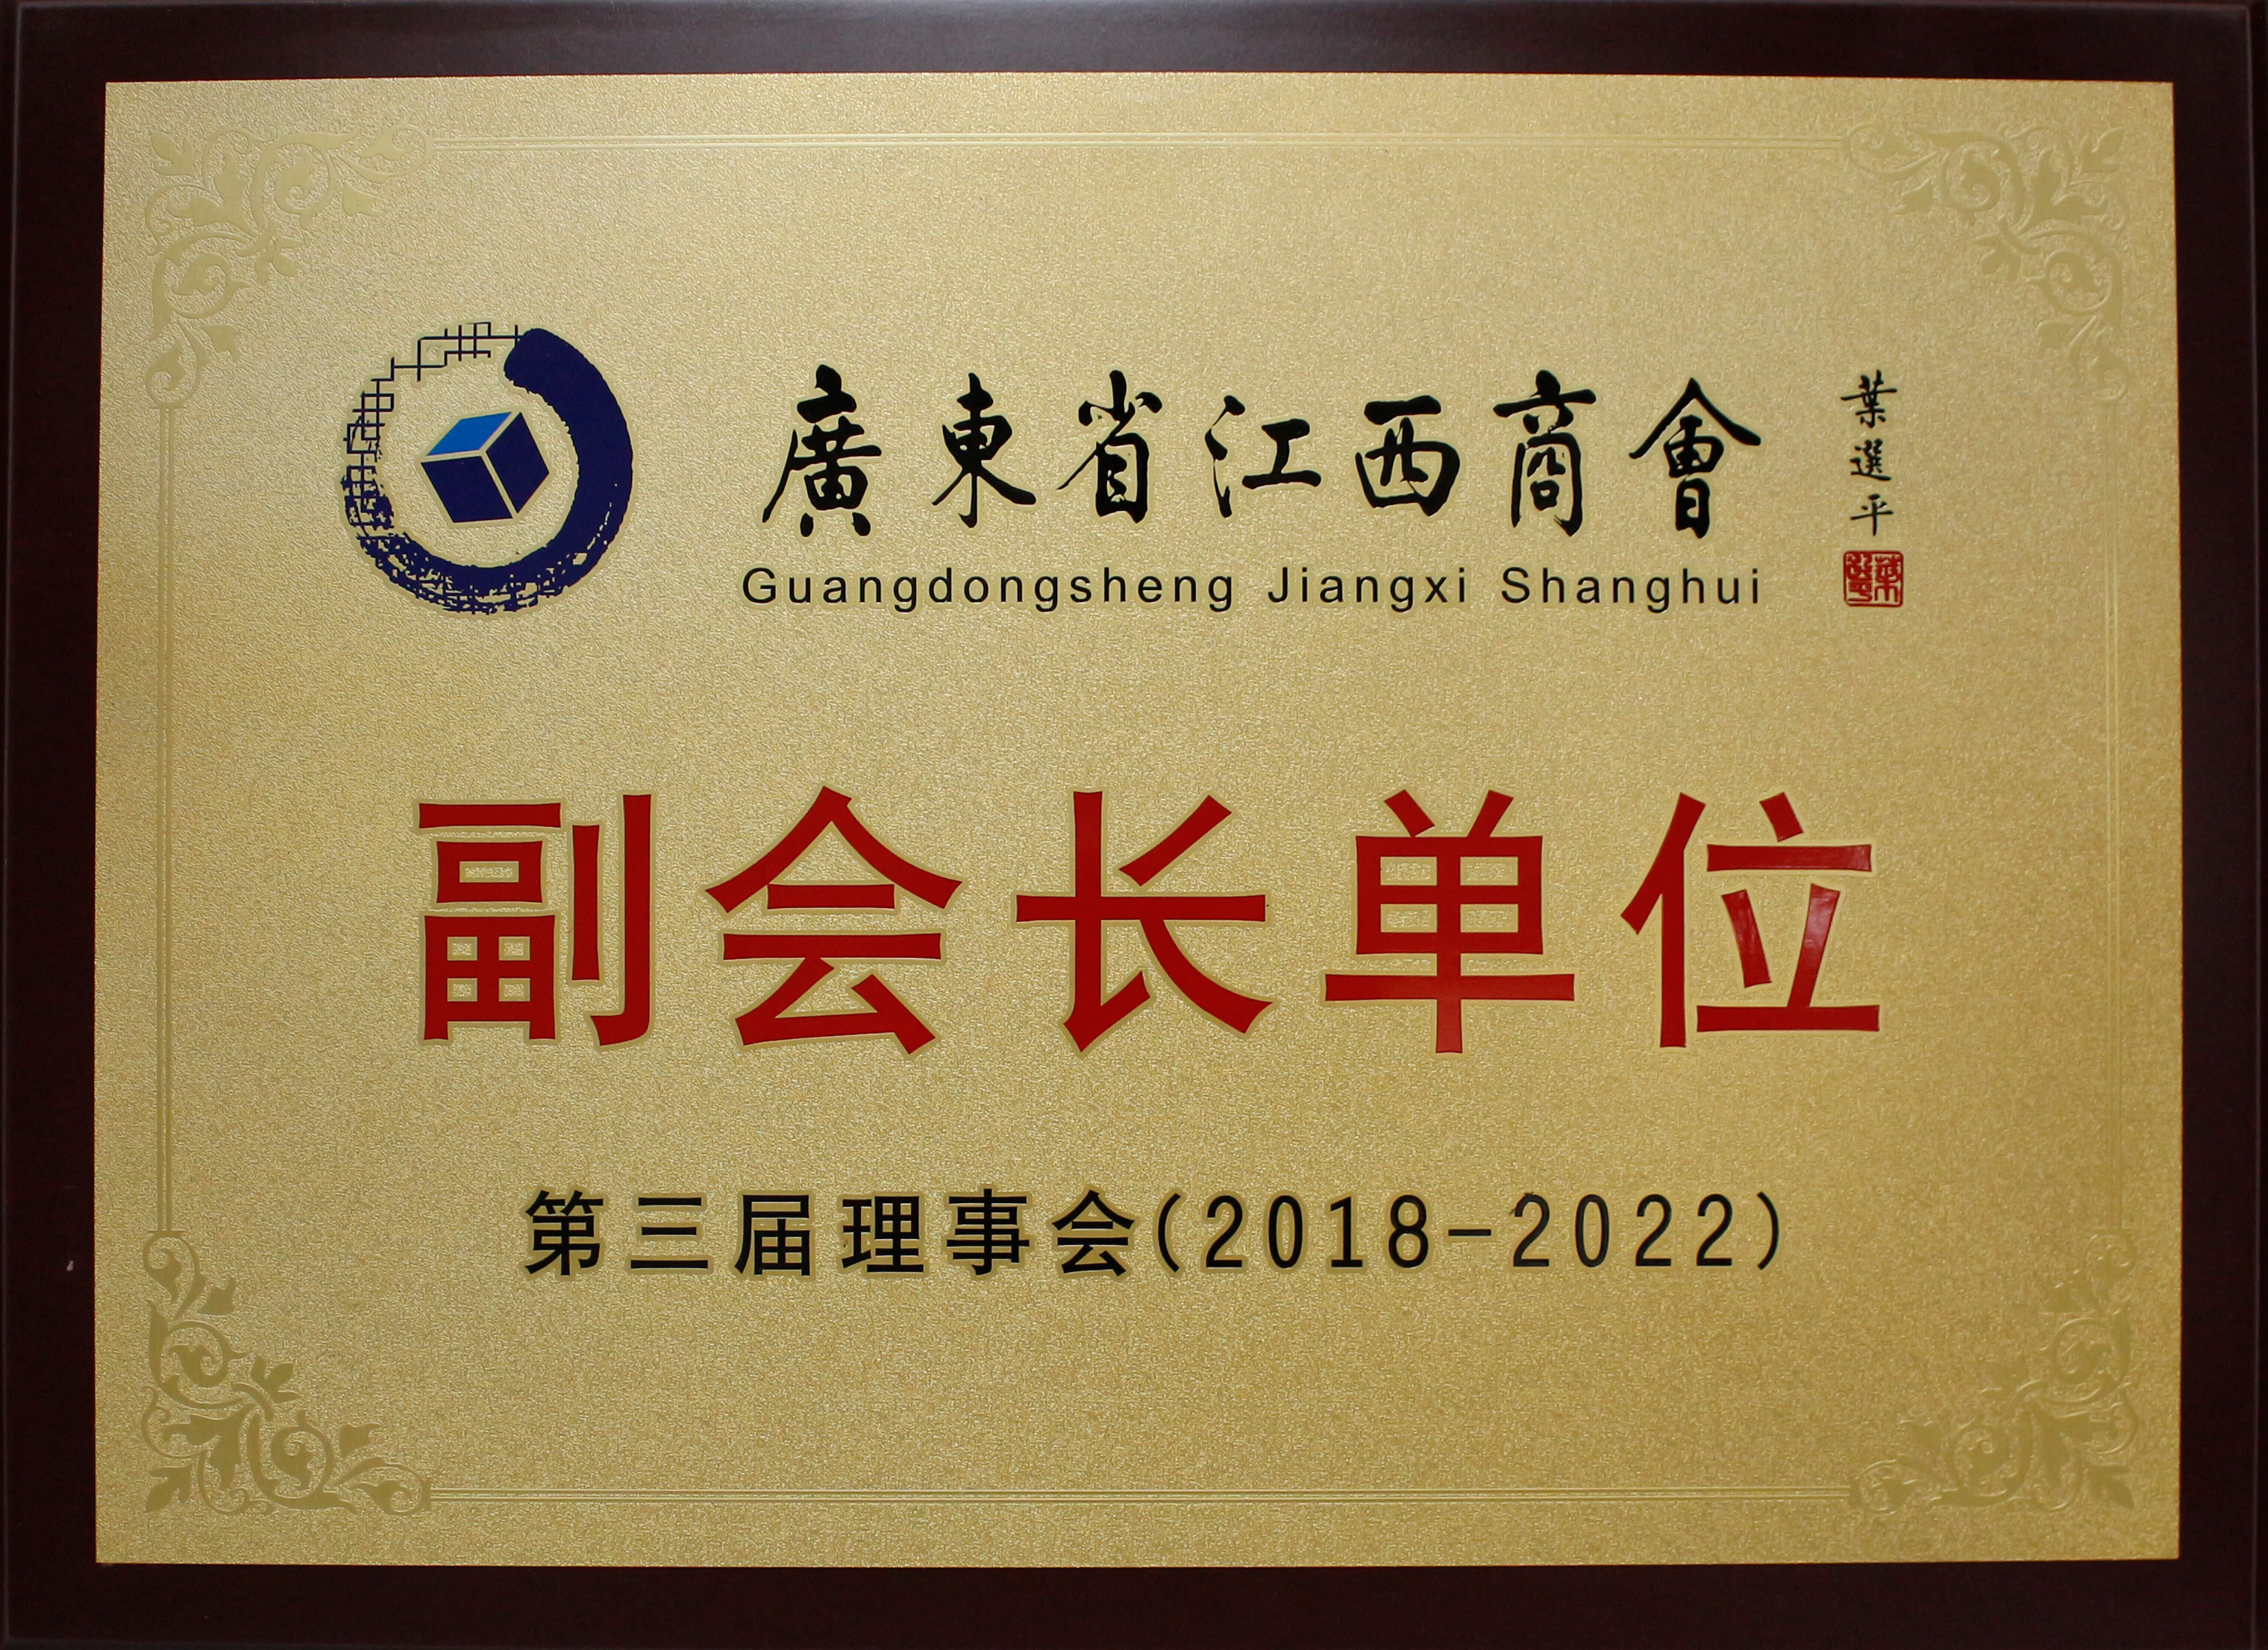 廣東省江西商會
葉選平
Guangdongsheng Jiangxi Shanghui
副会长单位
第三届理事会(2018-2022)